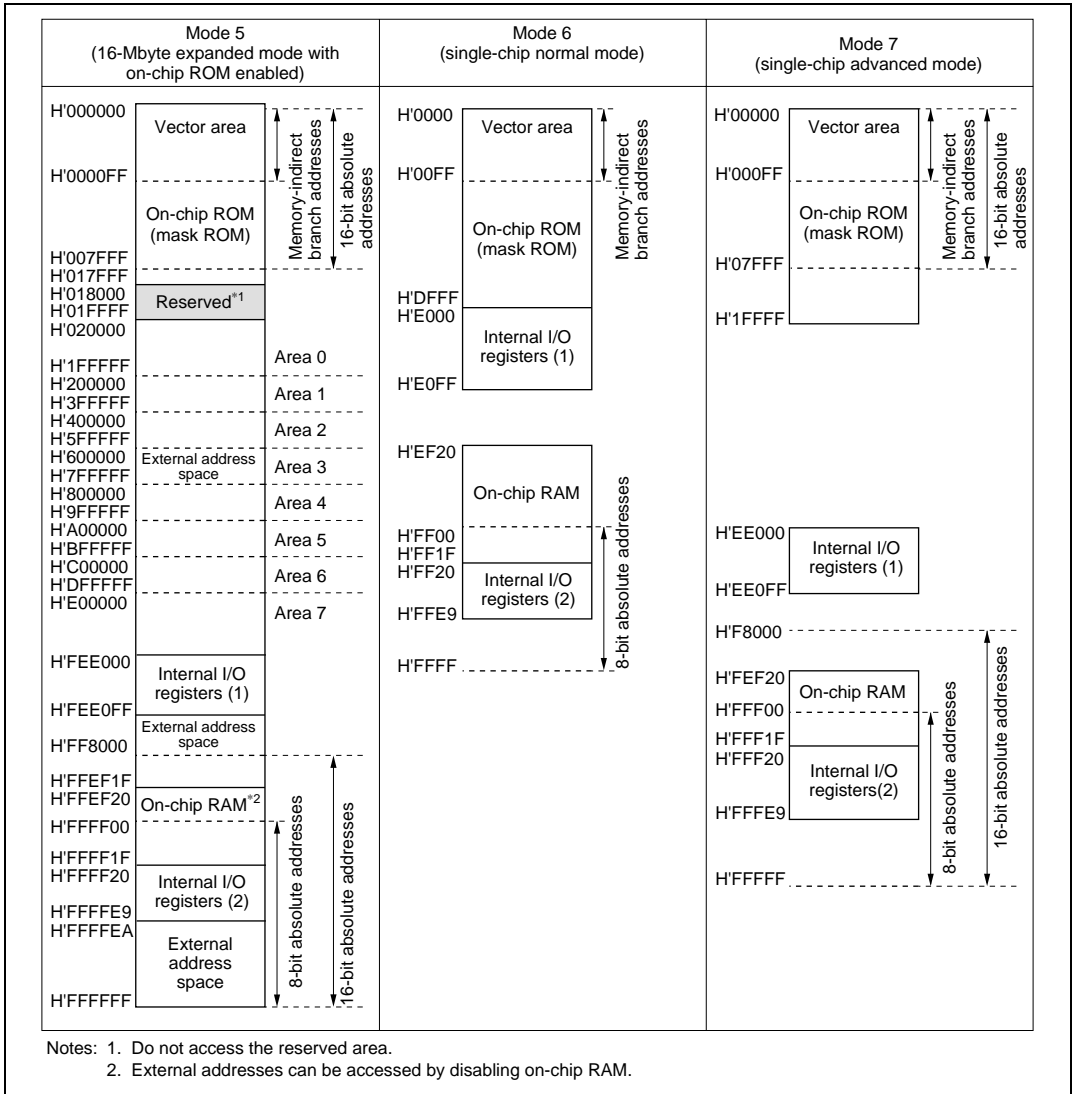 Mode 5
(16-Mbyte expanded mode with
on-chip ROM enabled)
H'000000
Vector area
H'0000FF
On-chip ROM
(mask ROM)
H'007FFF
H'017FFF
H'018000
Reserved*1
H'01FFFF
H'020000
Area 0
H'1FFFFF
H'200000
Area 1
H'3FFFFF
H'400000
Area 2
H'5FFFFF
H'600000
External address
space
Area 3
H'7FFFFF
H'800000
Area 4
H'9FFFFF
H'A00000
Area 5
H'BFFFFF
H'C00000
Area 6
H'DFFFFF
H'E00000
Area 7
H'FEE000
Internal I/O
registers (1)
H'FEE0FF
External address
space
H'FF8000
H'FFEF1F
H'FFEF20
On-chip RAM*2
H'FFFF00
H'FFFF1F
H'FFFF20
Internal I/O
registers (2)
H'FFFFE9
H'FFFFEA
External
address
space
H'FFFFFF
Memory-indirect
branch addresses
16-bit absolute
addresses
8-bit absolute addresses
16-bit absolute addresses
Mode 6
(single-chip normal mode)
H'0000
Vector area
H'00FF
On-chip ROM
(mask ROM)
H'DFFF
H'E000
Internal I/O
registers (1)
H'E0FF
H'EF20
On-chip RAM
H'FF00
H'FF1F
H'FF20
Internal I/O
registers (2)
H'FFE9
H'FFFF
Memory-indirect
branch addresses
8-bit absolute addresses
Mode 7
(single-chip advanced mode)
H'00000
Vector area
H'000FF
On-chip ROM
(mask ROM)
H'07FFF
H'1FFFF
H'EE000
Internal I/O
registers (1)
H'EE0FF
H'F8000
H'FEF20
On-chip RAM
H'FFF00
H'FFF1F
H'FFF20
Internal I/O
registers(2)
H'FFFE9
H'FFFFF
Memory-indirect
branch addresses
16-bit absolute
addresses
8-bit absolute addresses
16-bit absolute addresses
Notes: 1. Do not access the reserved area.
2. External addresses can be accessed by disabling on-chip RAM.